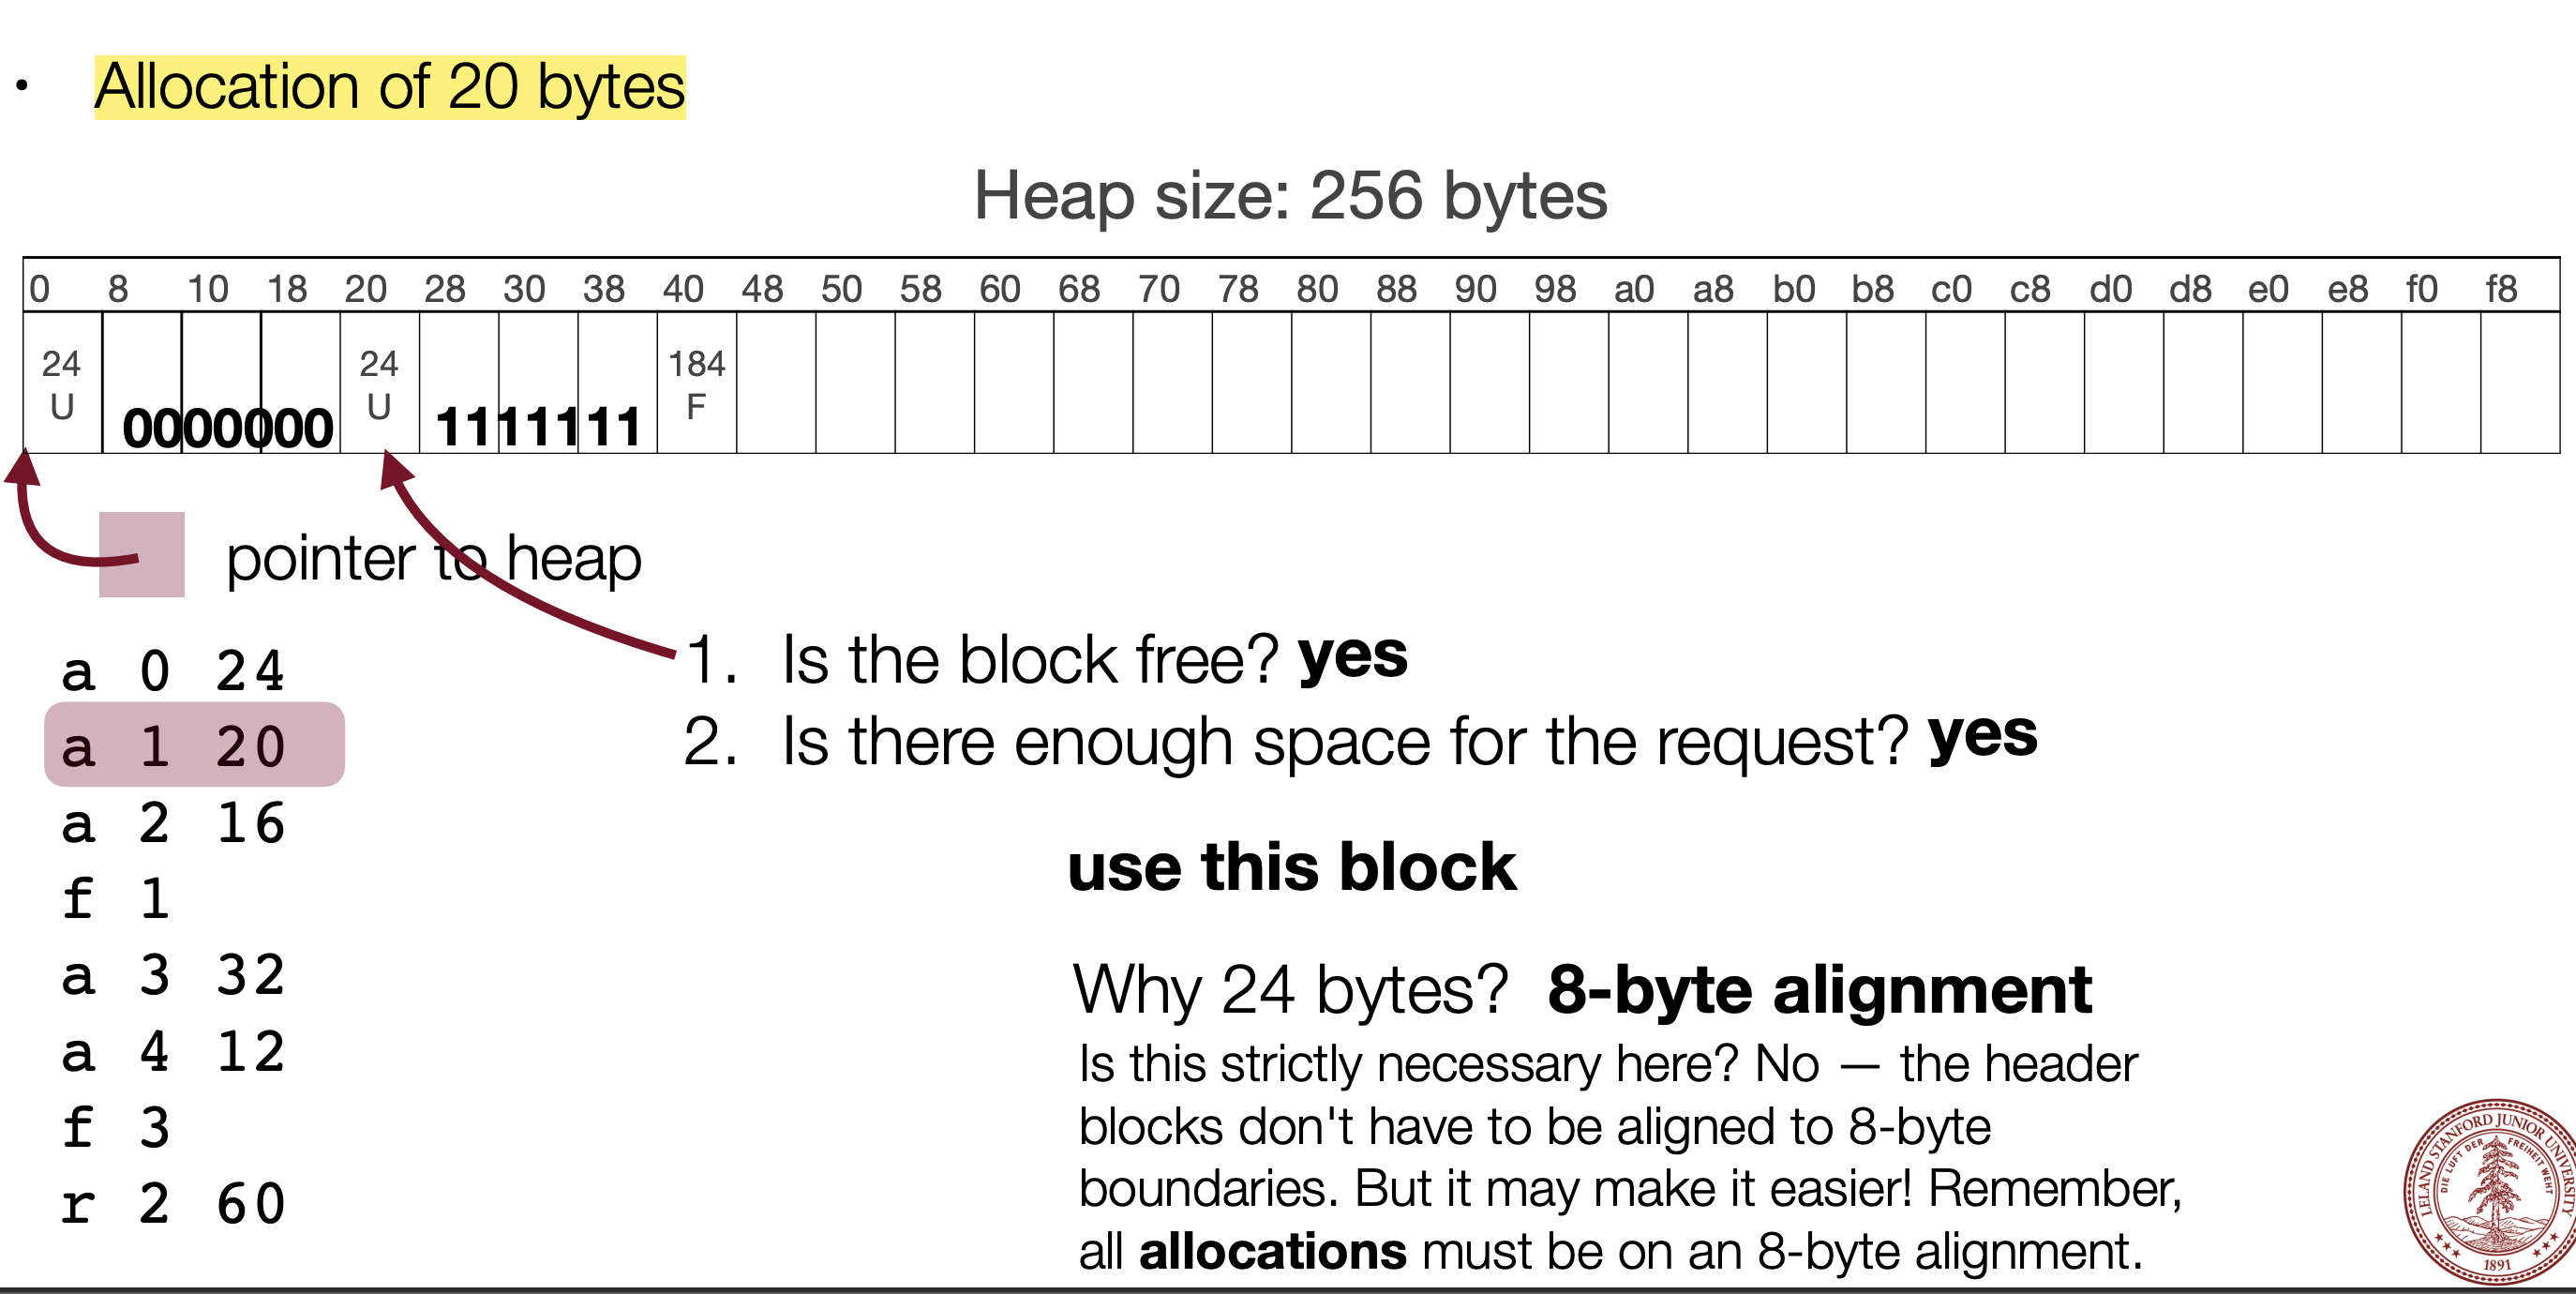 • Allocation of 20 bytes
Heap size: 256 bytes
0 8 10 18 20 28 30 38 40 48 50 58 60 68 70 78 80 88 90 98 a0 a8 b0 b8 c0 c8 d0 d8 e0 e8 f0 f8
24 24 184
U U F
0000000 1111111
pointer to heap
a 0 24
a 1 20
a 2 16
f 1
a 3 32
a 4 12
f 3
r 2 60
1. Is the block free? yes
2. Is there enough space for the request? yes
use this block
Why 24 bytes? 8-byte alignment
Is this strictly necessary here? No — the header
blocks don't have to be aligned to 8-byte
boundaries. But it may make it easier! Remember,
all allocations must be on an 8-byte alignment.
LELAND STANFORD JUNIOR UNIVERSITY
DIE LUFT DER FREIHEIT WEHT
1891